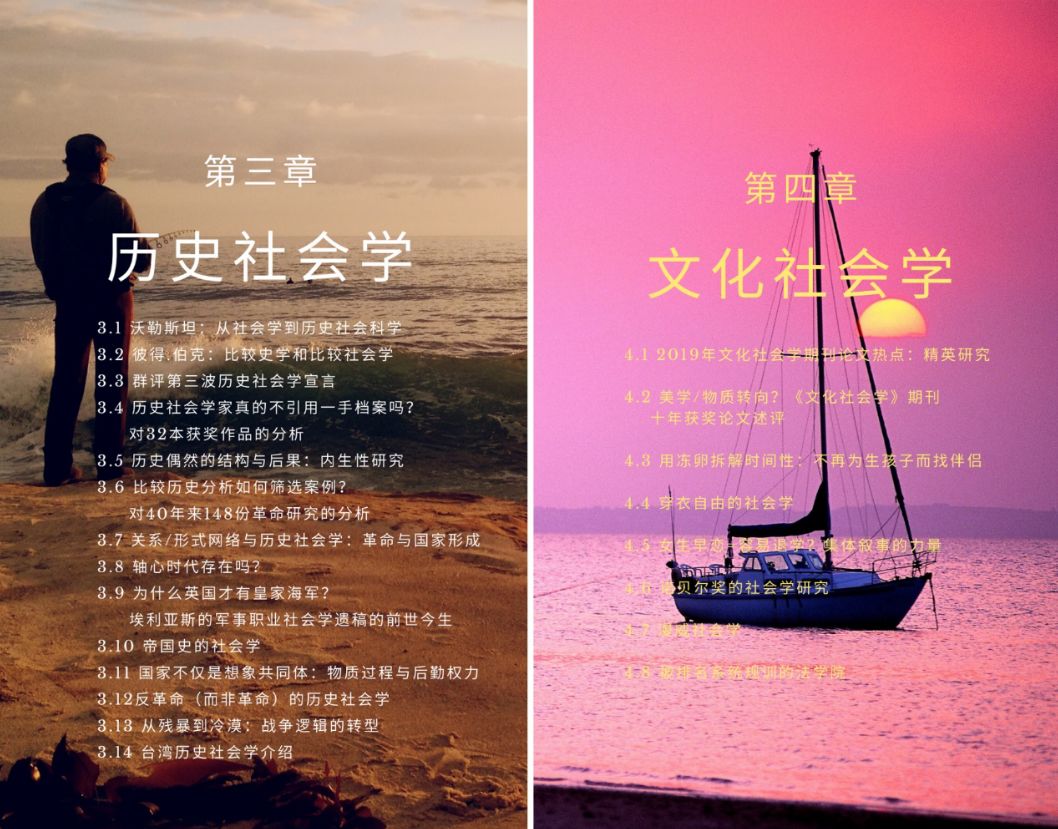 第三章
历史社会学
3.1 沃勒斯坦：从社会学到历史社会科学
3.2 彼得.伯克：比较史学和比较社会学
3.3 群评第三波历史社会学宣言
3.4 历史社会学家真的不引用一手档案吗？
对32本获奖作品的分析
3.5 历史偶然的结构与后果：内生性研究
3.6 比较历史分析如何筛选案例？
对40年来148份革命研究的分析
3.7 关系/形式网络与历史社会学：革命与国家形成
3.8 轴心时代存在吗？
3.9 为什么英国才有皇家海军？
埃利亚斯的军事职业社会学遗稿的前世今生
3.10 帝国史的社会学
3.11 国家不仅是想象共同体：物质过程与后勤权力
3.12反革命（而非革命）的历史社会学
3.13 从残暴到冷漠：战争逻辑的转型
3.14 台湾历史社会学介绍
第四章
文化社会学
4.1 2019年文化社会学期刊论文热点：精英研究
4.2 美学/物质转向？《文化社会学》期刊
十年获奖论文述评
4.3 用冻卵拆解时间性：不再为生孩子而找伴侣
4.4 穿衣自由的社会学
4.5 女生早恋=容易退学？集体叙事的力量
4.6 诺贝尔奖的社会学研究
4.7 社会学
4.8 被排名系统规训的法学院